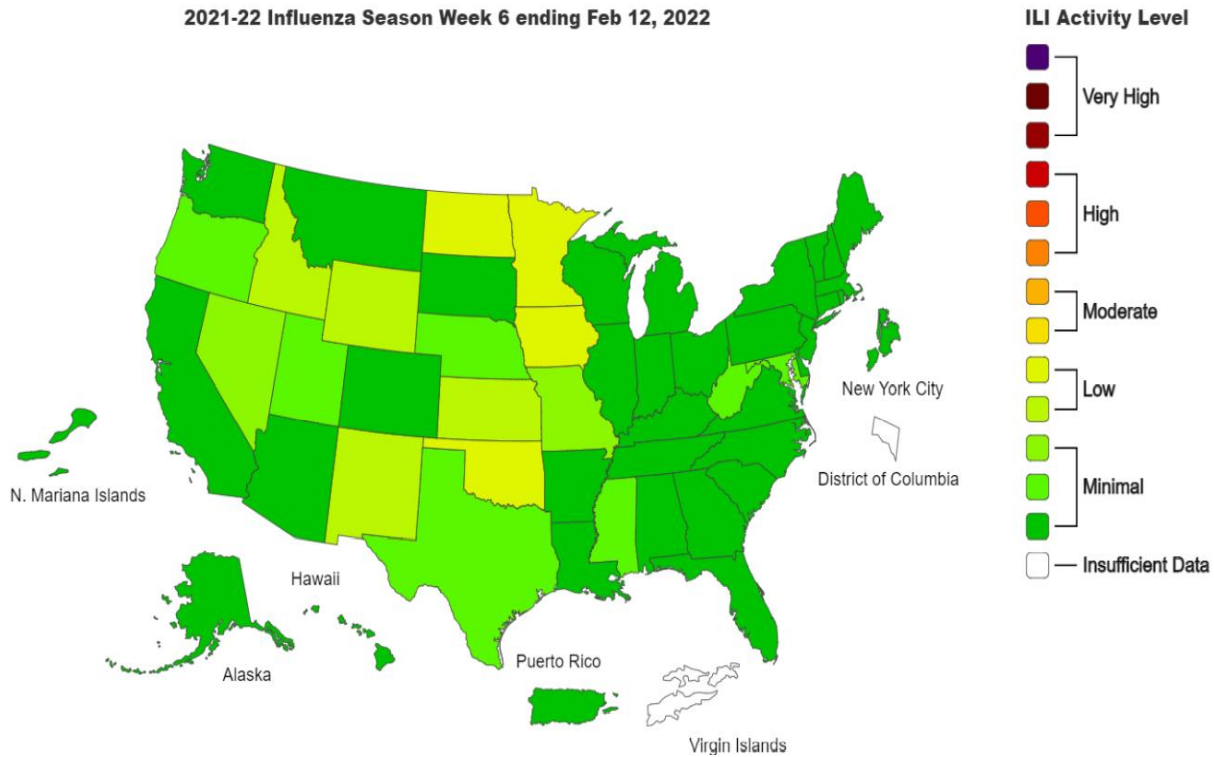 2021-22 Influenza Season Week 6 ending Feb 12, 2022
ILI Activity Level
Very High
High
Moderate
Low
Minimal
Insufficient Data
New York City
District of Columbia
N. Mariana Islands
Hawaii
Alaska
Puerto Rico
Virgin Islands